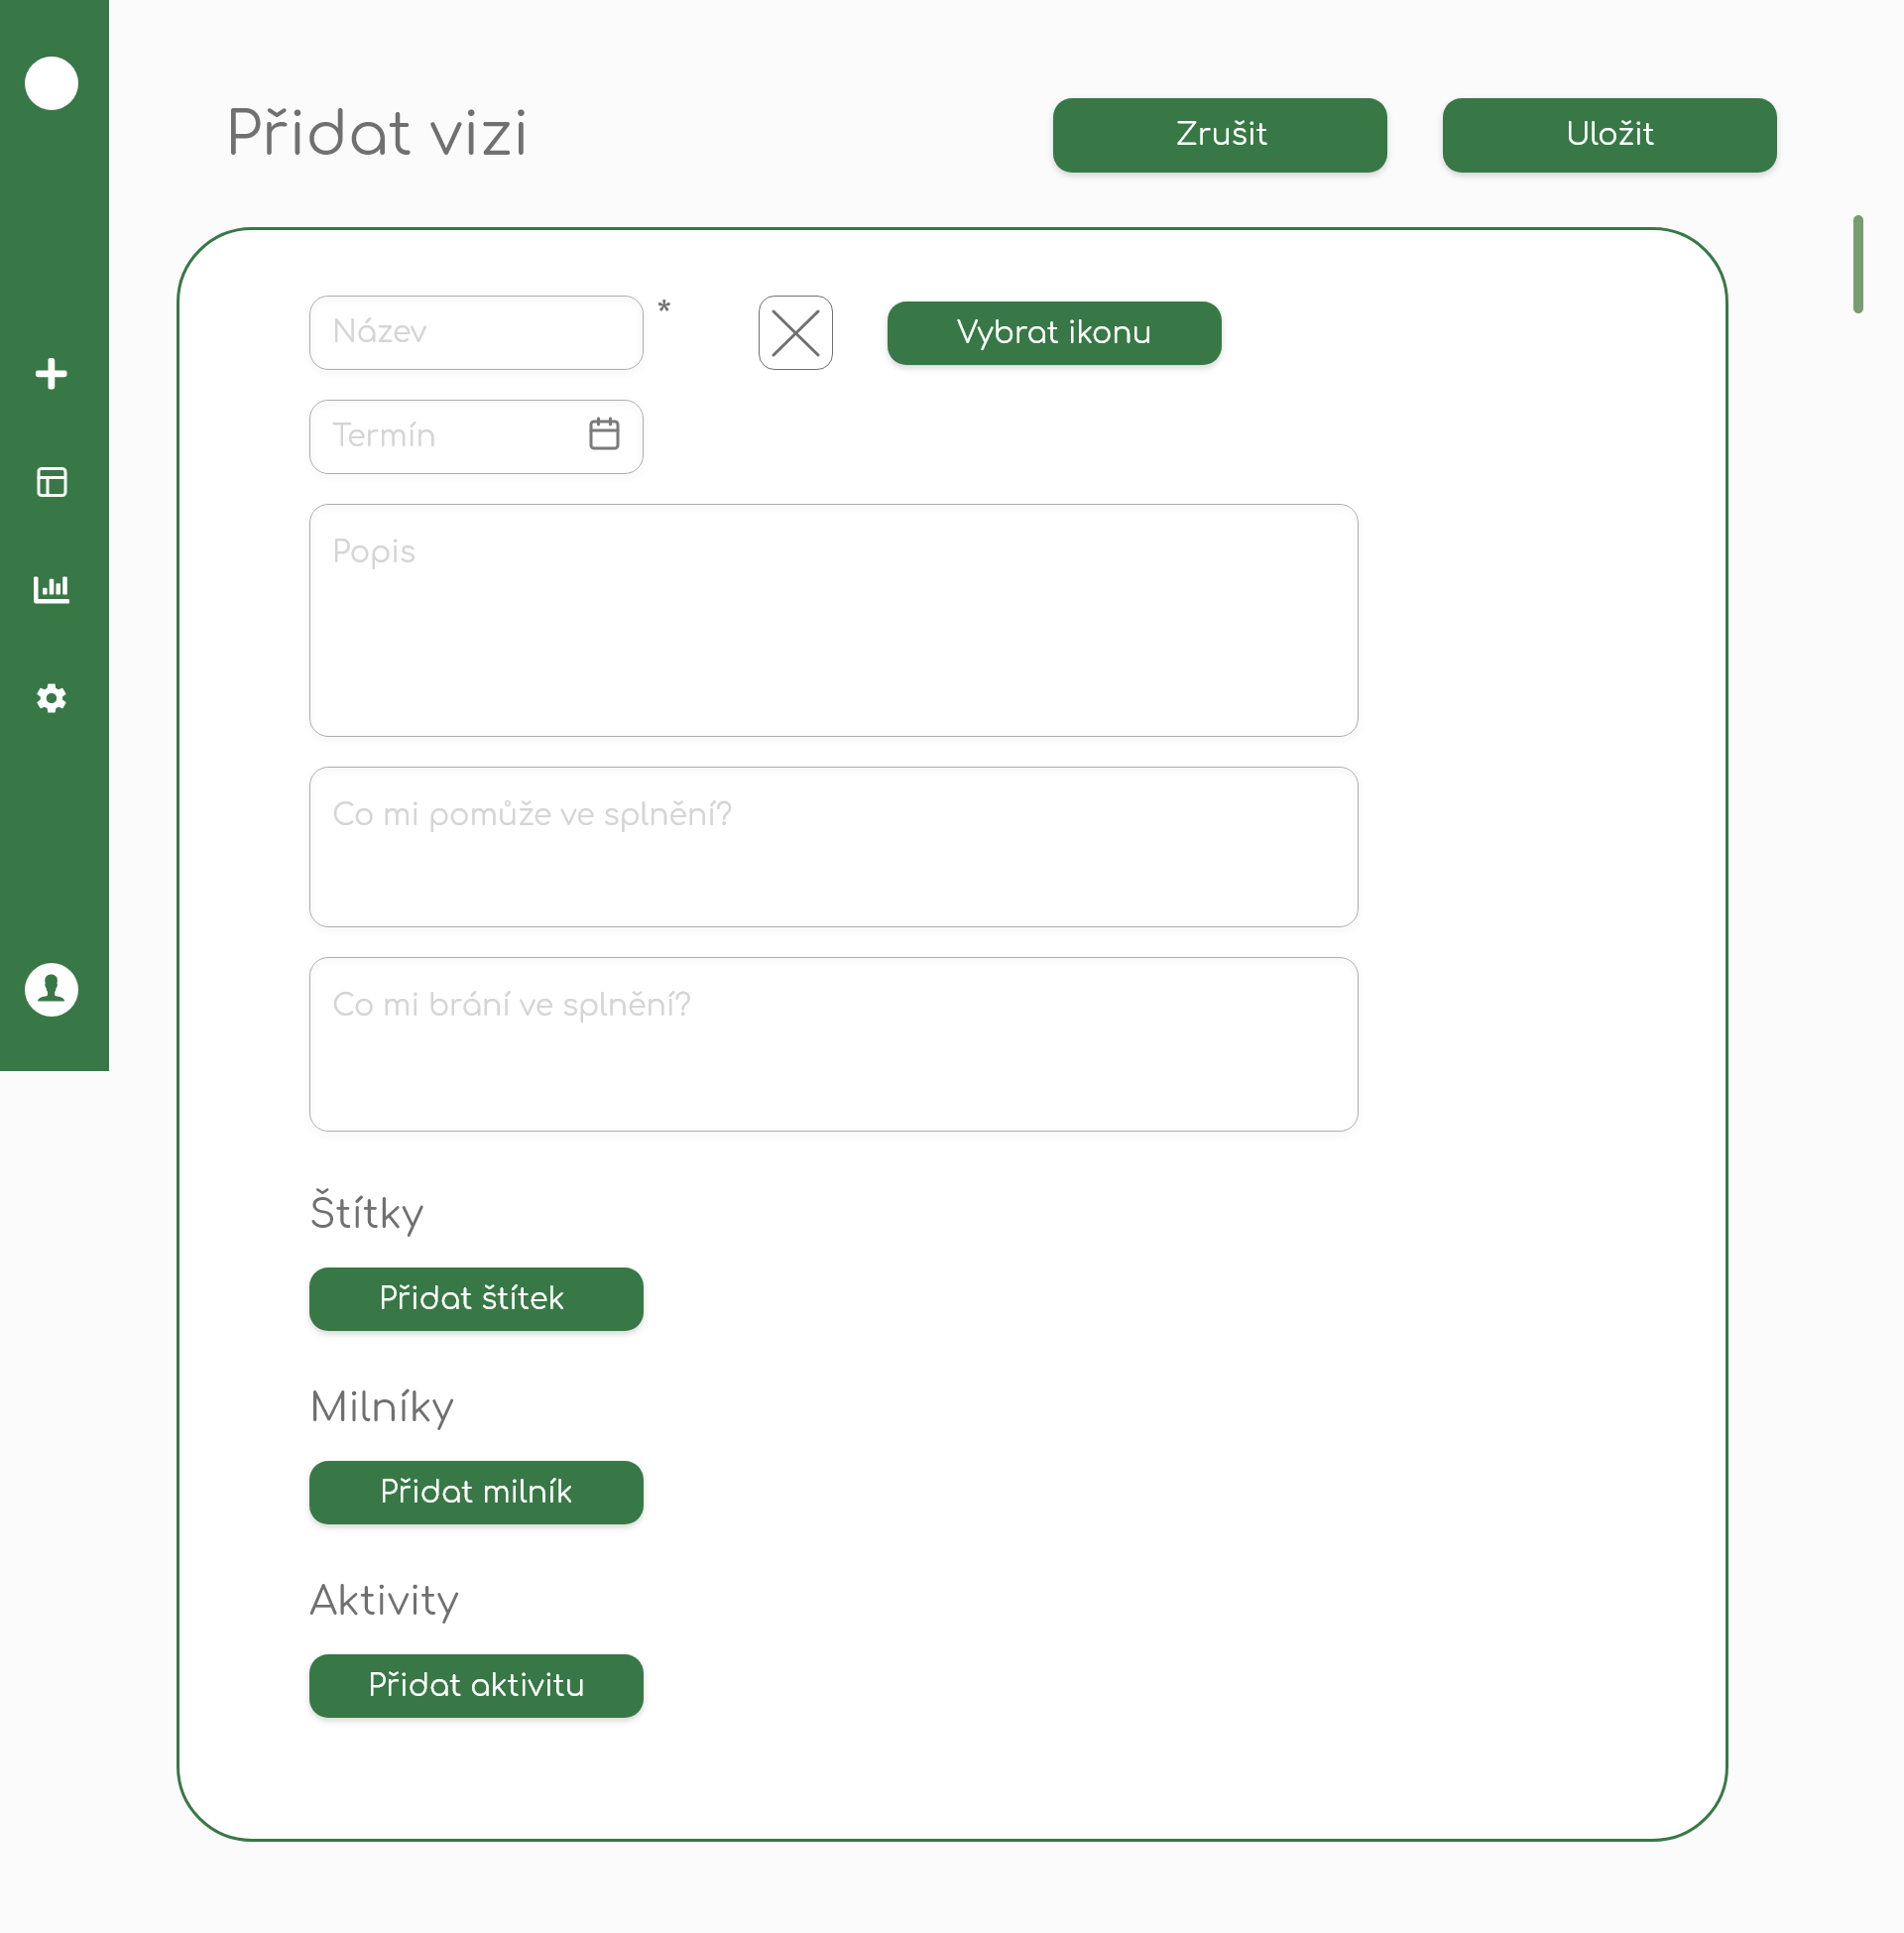 Přidat vizi
Zrušit
Uložit
Název
*
Vybrat ikonu
Termín
Popis
Co mi pomůže ve splnění?
Co mi brání ve splnění?
Štítky
Přidat štítek
Milníky
Přidat milník
Aktivity
Přidat aktivitu